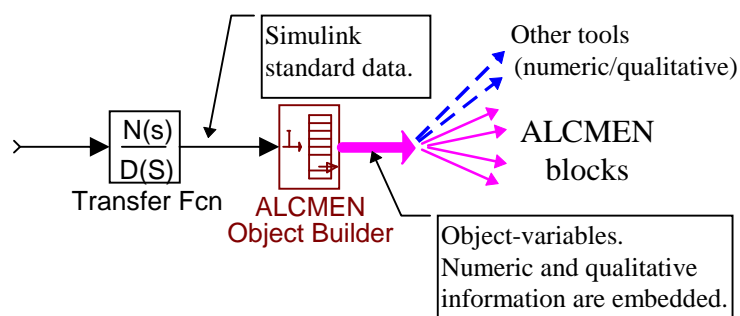 Simulink
standard data.
Other tools
(numeric/qualitative)
N(s)
D(S)
Transfer Fcn
ALCMEN
Object Builder
ALCMEN
blocks
Object-variables.
Numeric and qualitative
information are embedded.